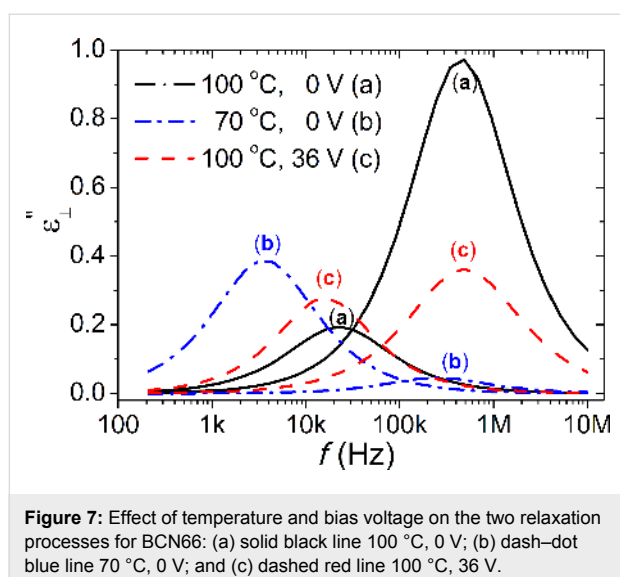 1.0
0.8
0.6
0.4
0.2
0.0
ε"⊥
100 °C, 0 V (a)
70 °C, 0 V (b)
100 °C, 36 V (c)
(a)
(b)
(c)
(c)
(a)
(b)
100 1k 10k 100k 1M 10M
f (Hz)
Figure 7: Effect of temperature and bias voltage on the two relaxation
processes for BCN66: (a) solid black line 100 °C, 0 V; (b) dash–dot
blue line 70 °C, 0 V; and (c) dashed red line 100 °C, 36 V.